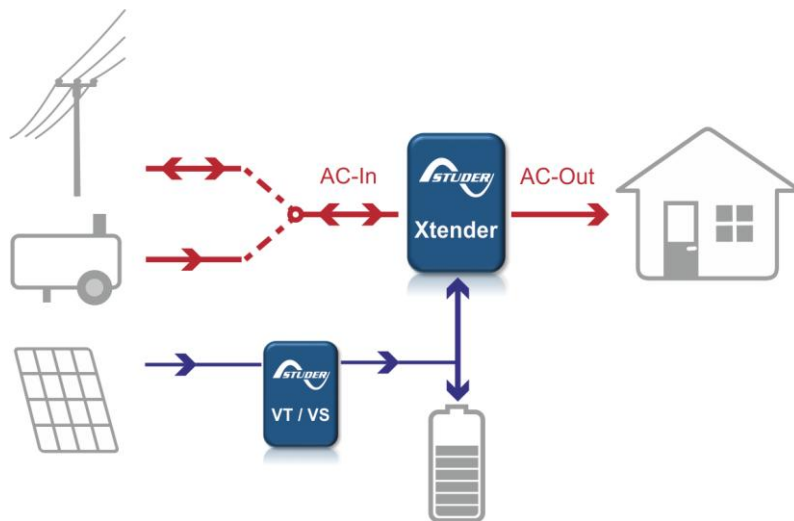 AC-In
STUDER
Xtender
AC-Out
STUDER
VT / VS